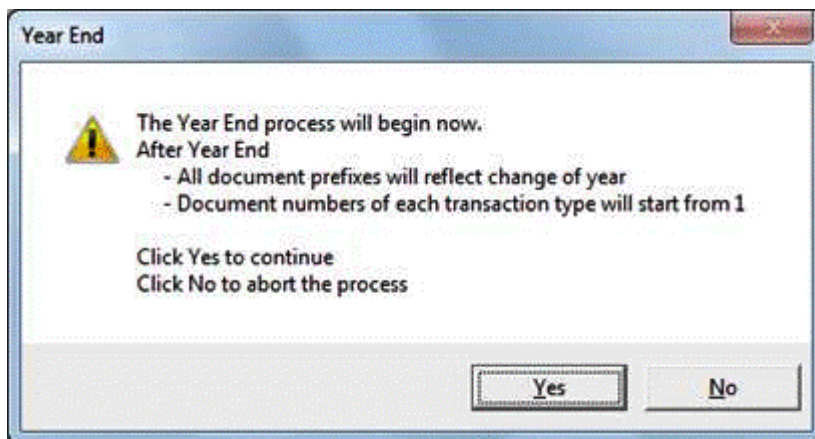 Year End
The Year End process will begin now.
After Year End
- All document prefixes will reflect change of year
- Document numbers of each transaction type will start from 1
Click Yes to continue
Click No to abort the process
Yes
No